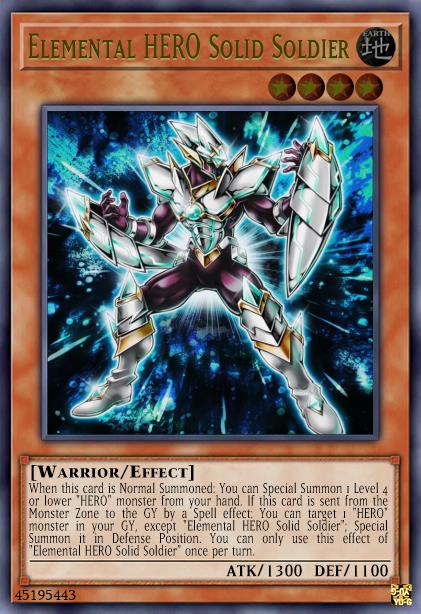 Elemental HERO Solid Soldier
EARTH
地
[Warrior/Effect]
When this card is Normal Summoned: You can Special Summon 1 Level 4
or lower "HERO" monster from your hand. If this card is sent from the
Monster Zone to the GY by a Spell effect: You can target 1 "HERO"
monster in your GY, except "Elemental HERO Solid Soldier"; Special
Summon it in Defense Position. You can only use this effect of
"Elemental HERO Solid Soldier" once per turn.
ATK/1300 DEF/1100
45195443